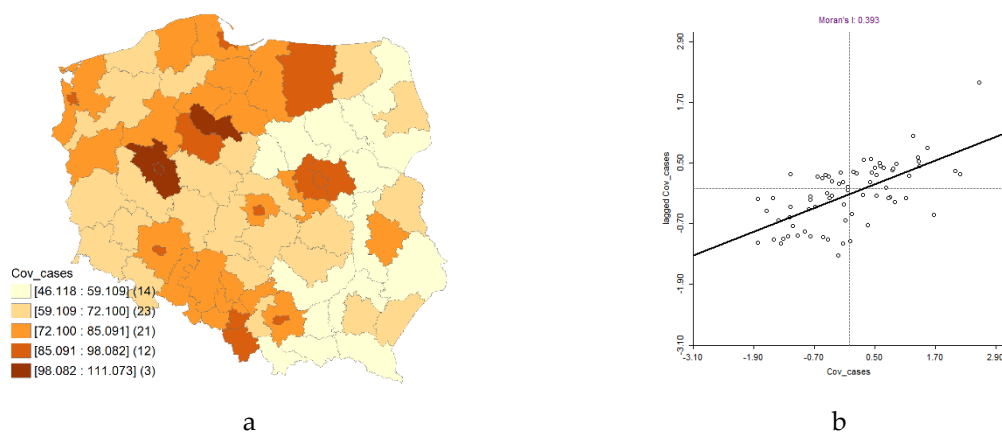 Cov_cases
[46.118 : 59.109] (14)
[59.109 : 72.100] (23)
[72.100 : 85.091] (21)
[85.091 : 98.082] (12)
[98.082 : 111.073] (3)
a
Moran's I: 0.393
lagged Cov_cases
2.90
1.70
0.50
-0.70
-1.90
-3.10
-3.10 -1.90 -0.70 0.50 1.70 2.90
Cov_cases
b